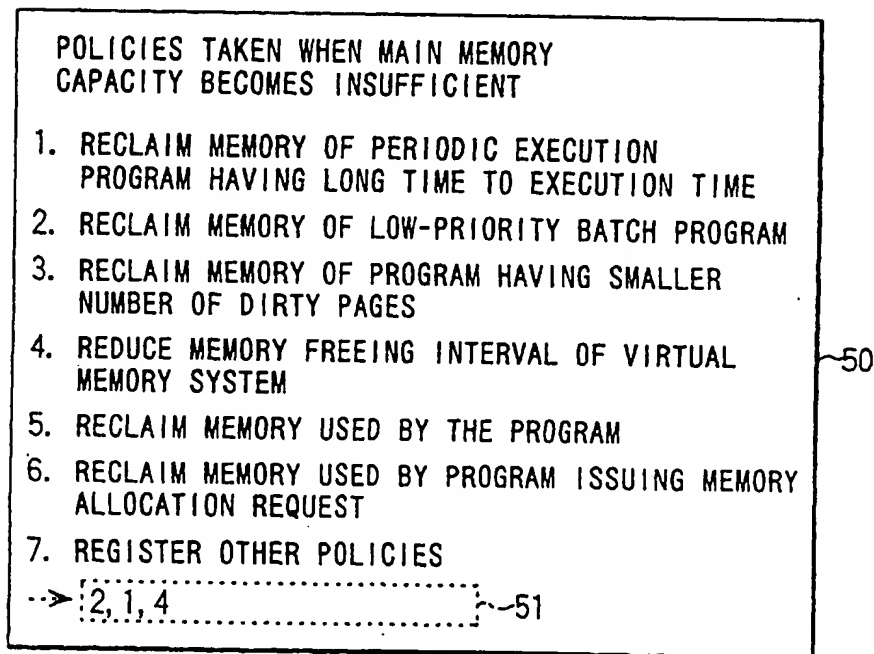 POLICIES TAKEN WHEN MAIN MEMORY
CAPACITY BECOMES INSUFFICIENT
1. RECLAIM MEMORY OF PERIODIC EXECUTION
PROGRAM HAVING LONG TIME TO EXECUTION TIME
2. RECLAIM MEMORY OF LOW-PRIORITY BATCH PROGRAM
3. RECLAIM MEMORY OF PROGRAM HAVING SMALLER
NUMBER OF DIRTY PAGES
4. REDUCE MEMORY FREEING INTERVAL OF VIRTUAL
MEMORY SYSTEM
50
5. RECLAIM MEMORY USED BY THE PROGRAM
6. RECLAIM MEMORY USED BY PROGRAM ISSUING MEMORY
ALLOCATION REQUEST
7. REGISTER OTHER POLICIES
2, 1, 4
51